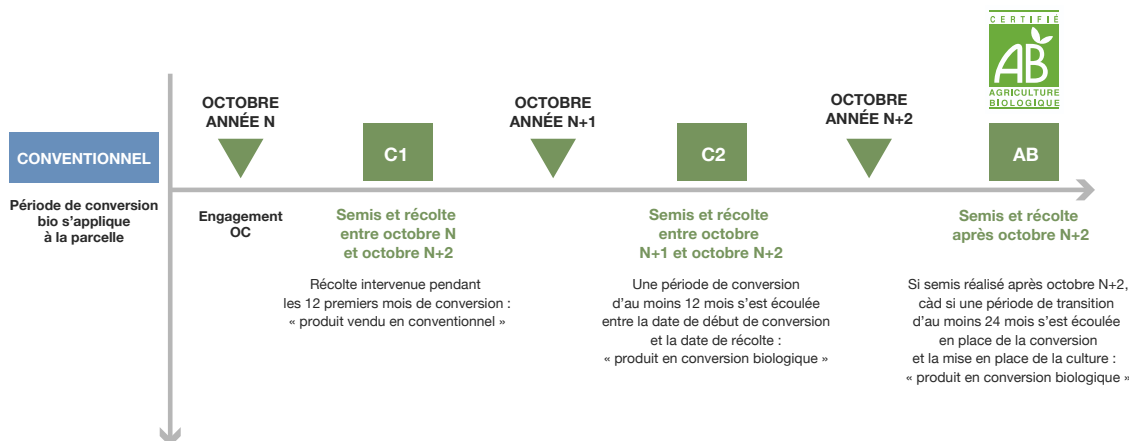 CERTIFIÉ
AB
AGRICULTURE
BIOLOGIQUE
OCTOBRE
ANNÉE N
OCTOBRE
ANNÉE N+1
OCTOBRE
ANNÉE N+2
CONVENTIONNEL
C1
C2
AB
Période de conversion
bio s’applique
à la parcelle
Engagement
OC
Semis et récolte
entre octobre N
et octobre N+2
Récolte intervenue pendant
les 12 premiers mois de conversion :
« produit vendu en conventionnel »
Semis et récolte
entre octobre
N+1 et octobre N+2
Une période de conversion
d’au moins 12 mois s’est écoulée
entre la date de début de conversion
et la date de récolte :
« produit en conversion biologique »
Semis et récolte
après octobre N+2
Si semis réalisé après octobre N+2,
càd si une période de transition
d’au moins 24 mois s’est écoulée
en place de la conversion
et la mise en place de la culture :
« produit en conversion biologique »